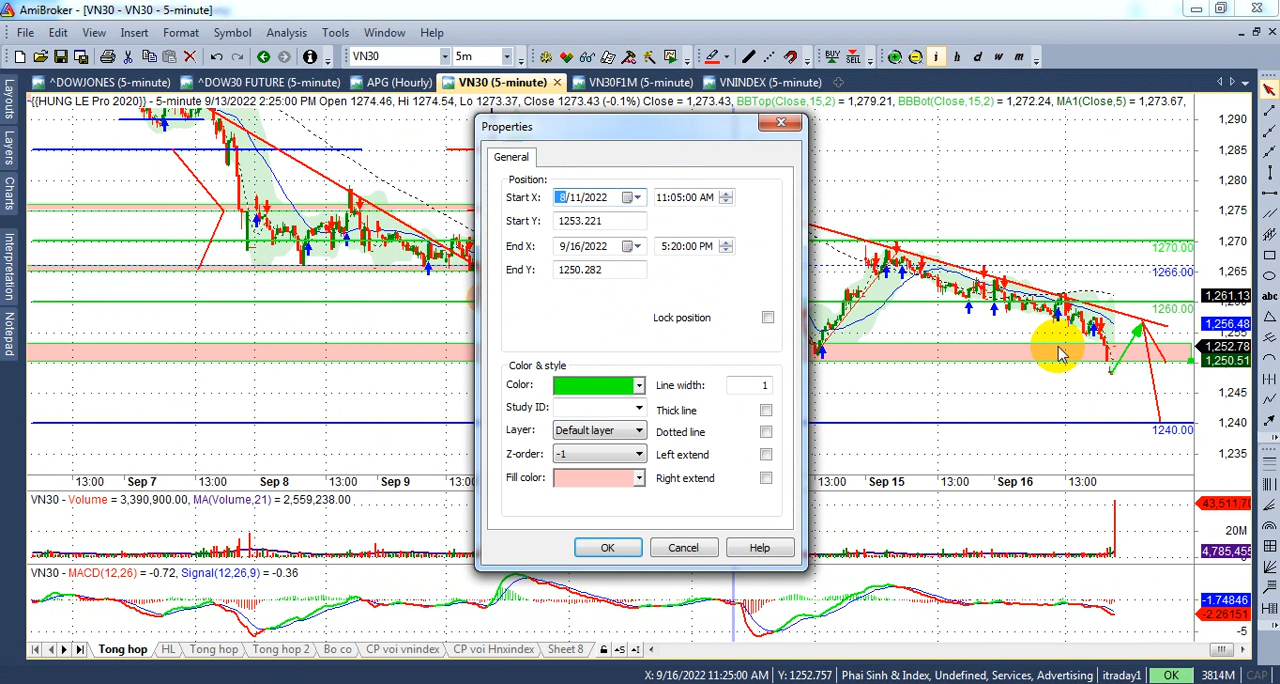 AmiBroker - [VN30 - VN30 - 5-minute]
File Edit View Insert Format Symbol Analysis Tools Window Help
VN30 5m BUY SELL i h d w m
^DOWJONES (5-minute) ^DOW30 FUTURE (5-minute) APG (Hourly) VN30 (5-minute) VN30F1M (5-minute) VNINDEX (5-minute)
{{HUNG LE Pro 2020}} - 5-minute 9/13/2022 2:25:00 PM Open 1274.46, Hi 1274.54, Lo 1273.37, Close 1273.43 (-0.1%) Close = 1,273.43, BBTop(Close,15,2) = 1,279.21, BBBot(Close,15,2) = 1,272.24, MA1(Close,5) = 1,273.67,
Layouts
Layers
Charts
Interpretation
Notepad
Properties
General
Position:
Start X: 8/11/2022 11:05:00 AM
Start Y: 1253.221
End X: 9/16/2022 5:20:00 PM
End Y: 1250.282
Lock position
Color & style
Color: Line width: 1
Study ID: Thick line
Layer: Default layer Dotted line
Z-order: -1 Left extend
Fill color: Right extend
OK Cancel Help
1,290
1,285
1,280
1,275
1,270
1270.00
1,265
1266.00
1,261.13
1260.00
1,256.48
1,252.78
1,250.51
1,245
1,240
1240.00
1,235
abc
13:00 Sep 7 13:00 Sep 8 13:00 Sep 9 13:00 13:00 Sep 15 13:00 Sep 16 13:00
VN30 - Volume = 3,390,900.00, MA(Volume,21) = 2,559,238.00
20M
4,785,455
VN30 - MACD(12,26) = -0.72, Signal(12,26,9) = -0.36
-1.74846
-2.26151
-5
Tong hop HL Tong hop Tong hop 2 Bo co CP voi vnindex CP voi Hnxindex Sheet 8
X: 9/16/2022 11:25:00 AM Y: 1252.757 Phai Sinh & Index, Undefined, Services, Advertising itraday1 OK 3814M CAP